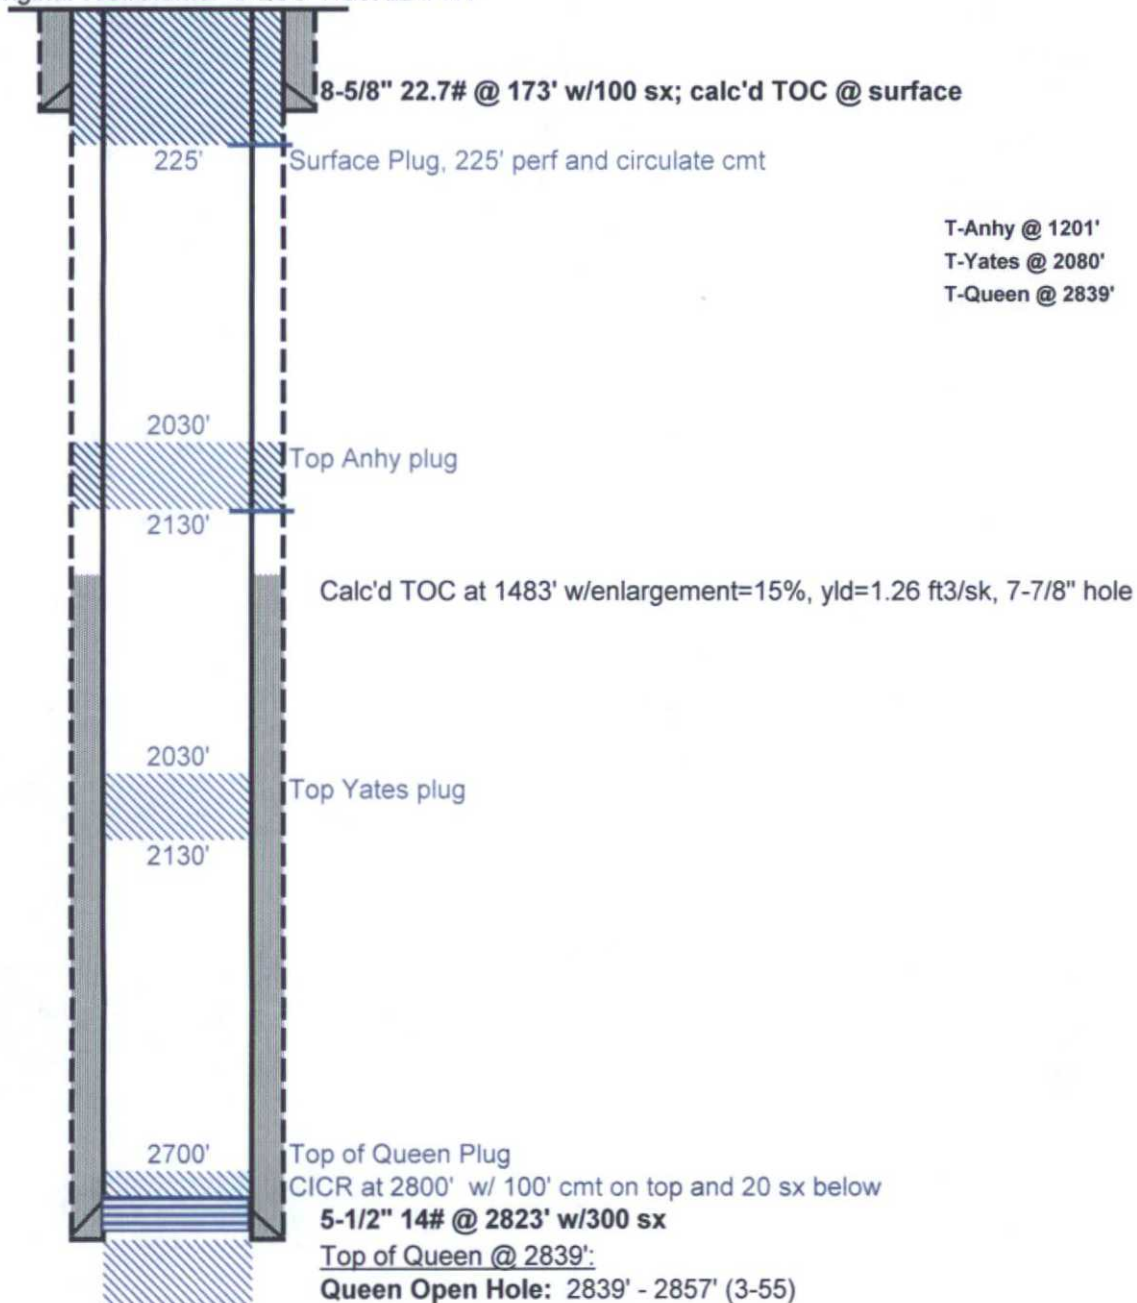 8-5/8" 22.7# @ 173' w/100 sx; calc'd TOC @ surface
225'
Surface Plug, 225' perf and circulate cmt
T-Anhy @ 1201'
T-Yates @ 2080'
T-Queen @ 2839'
2030'
Top Anhy plug
2130'
Calc'd TOC at 1483' w/enlargement=15%, yld=1.26 ft3/sk, 7-7/8" hole
2030'
Top Yates plug
2130'
2700'
Top of Queen Plug
CICR at 2800' w/ 100' cmt on top and 20 sx below
5-1/2" 14# @ 2823' w/300 sx
Top of Queen @ 2839':
Queen Open Hole: 2839' - 2857' (3-55)